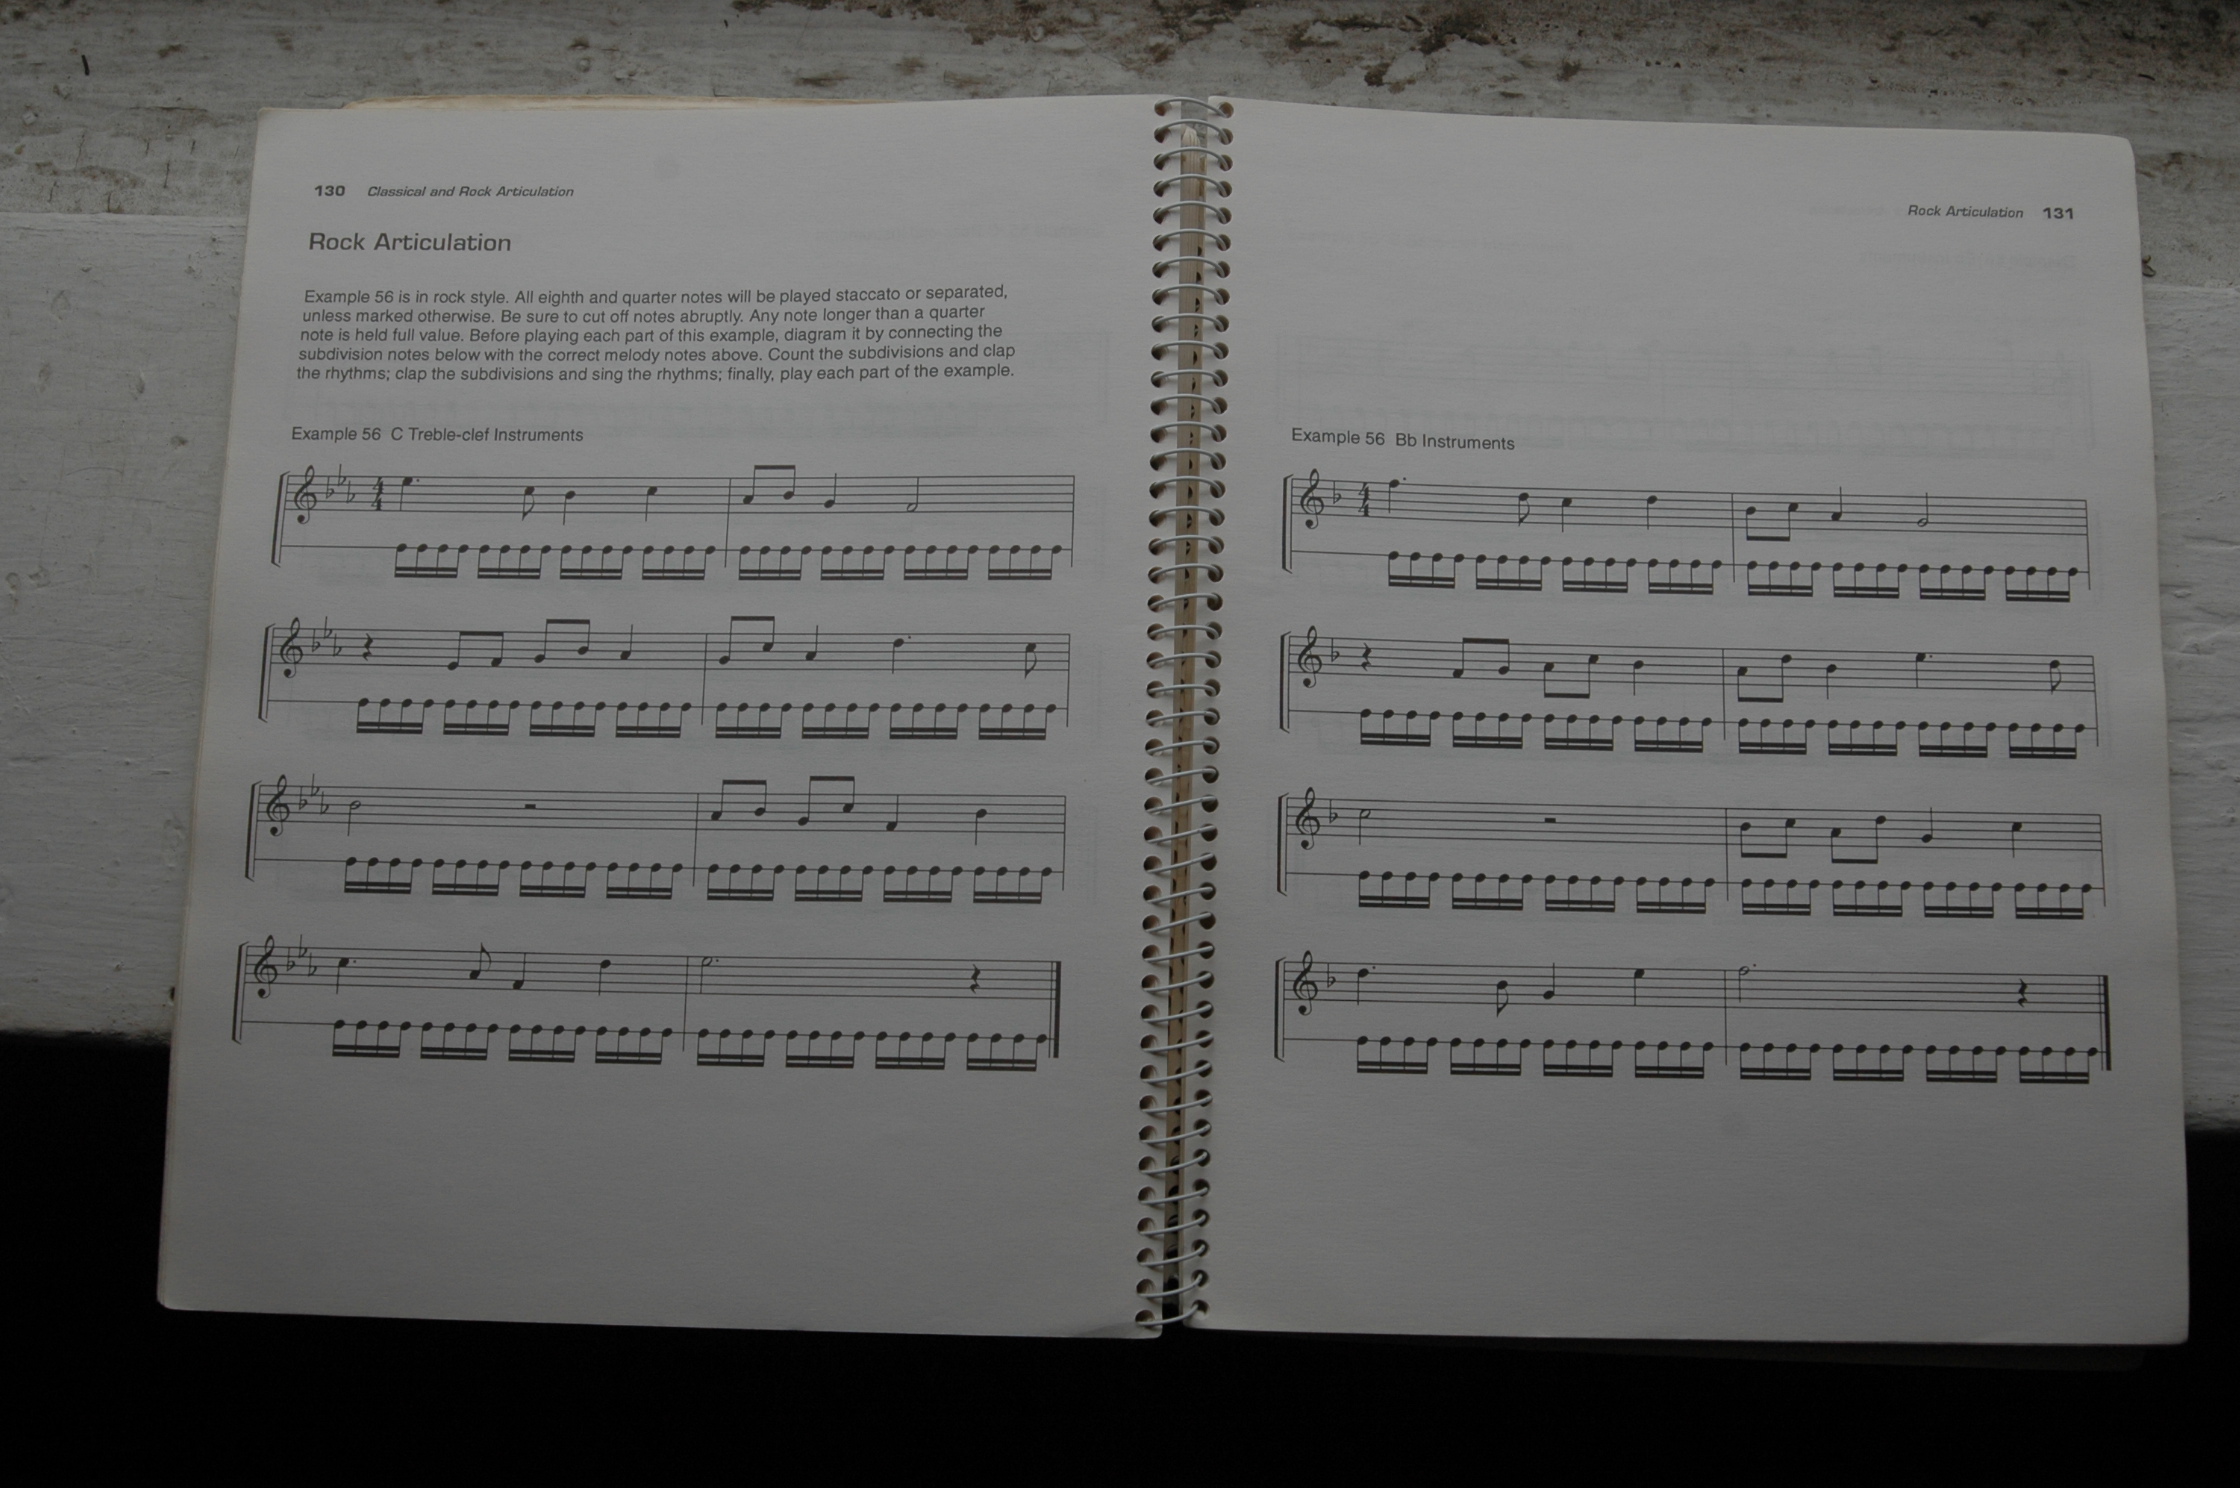 130 Classical and Rock Articulation
Rock Articulation
Example 56 is in rock style. All eighth and quarter notes will be played staccato or separated,
unless marked otherwise. Be sure to cut off notes abruptly. Any note longer than a quarter
note is held full value. Before playing each part of this example, diagram it by connecting the
subdivision notes below with the correct melody notes above. Count the subdivisions and clap
the rhythms; clap the subdivisions and sing the rhythms; finally, play each part of the example.
Example 56 C Treble-clef Instruments
4
4
Rock Articulation 131
Example 56 Bb Instruments
4
4